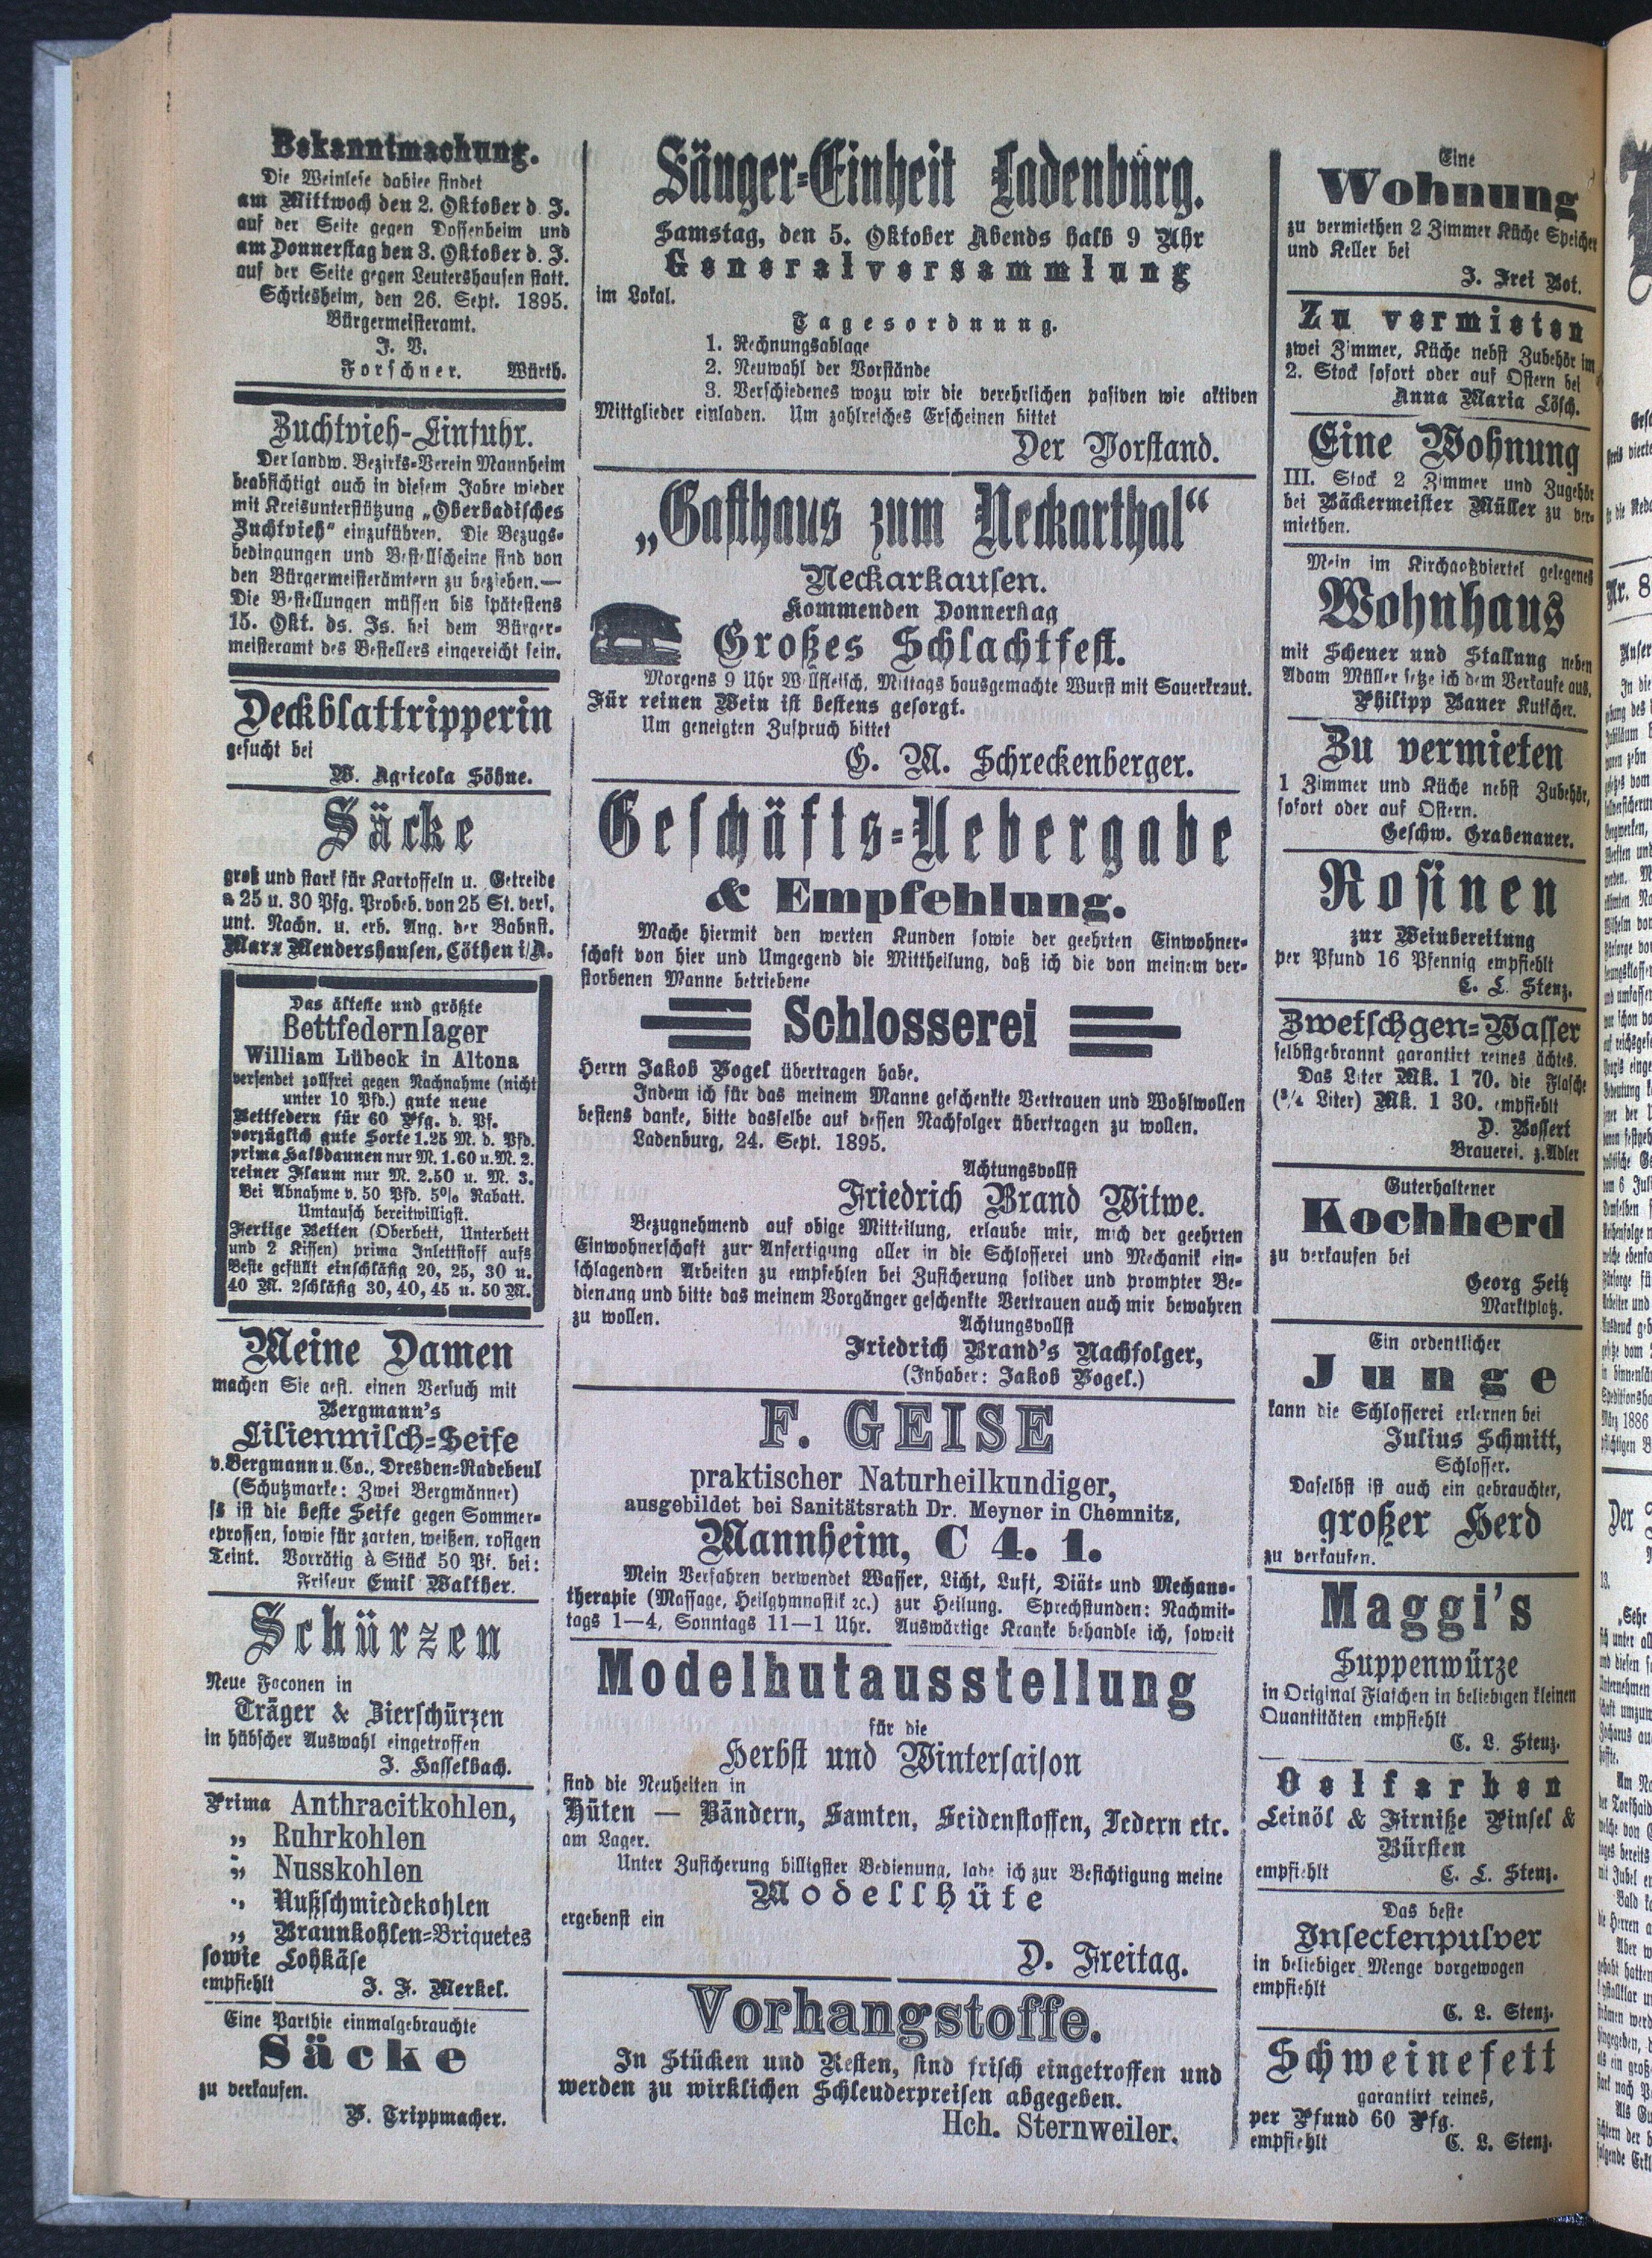 Bekanntmachung.
Die Weinlese dahier findet
am Mittwoch den 2. Oktober d. J.
auf der Seite gegen Dossenheim und
am Donnerstag den 3. Oktober d. J.
auf der Seite gegen Leutershausen statt.
Schriesheim, den 26. Sept. 1895.
Bürgermeisteramt.
J. V.
Forschner. Würth.
Zuchtvieh-Einfuhr.
Der landw. Bezirks-Verein Mannheim
beabsichtigt auch in diesem Jahre wieder
mit Kreisunterstützung „Oberbadisches
Zuchtvieh“ einzuführen. Die Bezugs-
bedingungen und Bestellscheine sind von
den Bürgermeisterämtern zu beziehen.—
Die Bestellungen müssen bis spätestens
15. Okt. ds. Js. bei dem Bürger-
meisteramt des Bestellers eingereicht sein.
Deckblattripperin
gesucht bei
W. Agricola Söhne.
Säcke
groß und stark für Kartoffeln u. Getreide
a 25 u. 30 Pfg. Probeb. von 25 St. vers.
unt. Nachn. u. erb. Ang. der Bahnst.
Marx Mendershausen, Cöthen i/A.
Das älteste und größte
Bettfedernlager
William Lübeck in Altona
versendet zollfrei gegen Nachnahme (nicht
unter 10 Pfd.) gute neue
Bettfedern für 60 Pfg. d. Pf.
vorzüglich gute Sorte 1.25 M. d. Pfd.
prima Halbdaunen nur M. 1.60 u. M. 2.
reiner Flaum nur M. 2.50 u. M. 3.
Bei Abnahme v. 50 Pfd. 5% Rabatt.
Umtausch bereitwilligst.
Fertige Betten (Oberbett, Unterbett
und 2 Kissen) prima Inlettstoff aufs
Beste gefüllt einschläfig 20, 25, 30 u.
40 M. 2schläfig 30, 40, 45 u. 50 M.
Meine Damen
machen Sie gefl. einen Versuch mit
Bergmann's
Lilienmilch-Seife
v. Bergmann u. Co., Dresden-Radebeul
(Schutzmarke: Zwei Bergmänner)
ss ist die beste Seife gegen Sommer-
eprossen, sowie für zarten, weißen, rosigen
Teint. Vorrätig à Stück 50 Pf. bei:
Friseur Emil Walther.
Schürzen
Neue Faconen in
Träger & Zierschürzen
in hübscher Auswahl eingetroffen
J. Hasselbach.
Prima Anthracitkohlen,
„ Ruhrkohlen
„ Nusskohlen
„ Nußschmiedekohlen
„ Braunkohlen-Briquetes
sowie Lohkäse
empfiehlt J. F. Merkel.
Eine Parthie einmalgebrauchte
Säcke
zu verkaufen.
P. Trippmacher.
Sänger-Einheit Ladenburg.
Samstag, den 5. Oktober Abends halb 9 Uhr
Generalversammlung
im Lokal.
Tagesordnung.
1. Rechnungsablage
2. Neuwahl der Vorstände
3. Verschiedenes wozu wir die verehrlichen pasiven wie aktiven
Mittglieder einladen. Um zahlreiches Erscheinen bittet
Der Vorstand.
„Gasthaus zum Neckarthal“
Neckarhausen.
Kommenden Donnerstag
Großes Schlachtfest.
Morgens 9 Uhr Wellfleisch, Mittags hausgemachte Wurst mit Sauerkraut.
Für reinen Wein ist bestens gesorgt.
Um geneigten Zuspruch bittet
G. M. Schreckenberger.
Geschäfts-Uebergabe
& Empfehlung.
Mache hiermit den werten Kunden sowie der geehrten Einwohner-
schaft von hier und Umgegend die Mittheilung, daß ich die von meinem ver-
storbenen Manne betriebene
Schlosserei
Herrn Jakob Vogel übertragen habe.
Indem ich für das meinem Manne geschenkte Vertrauen und Wohlwollen
bestens danke, bitte dasselbe auf dessen Nachfolger übertragen zu wollen.
Ladenburg, 24. Sept. 1895.
Achtungsvollst
Friedrich Brand Witwe.
Bezugnehmend auf obige Mitteilung, erlaube mir, mich der geehrten
Einwohnerschaft zur Anfertigung aller in die Schlosserei und Mechanik ein-
schlagenden Arbeiten zu empfehlen bei Zusicherung solider und prompter Be-
dienung und bitte das meinem Vorgänger geschenkte Vertrauen auch mir bewahren
zu wollen.
Achtungsvollst
Friedrich Brand's Nachfolger,
(Inhaber: Jakob Vogel.)
F. GEISE
praktischer Naturheilkundiger,
ausgebildet bei Sanitätsrath Dr. Meyner in Chemnitz,
Mannheim, C 4. 1.
Mein Verfahren verwendet Wasser, Licht, Luft, Diät- und Mechano-
therapie (Massage, Heilgymnastik ꝛc.) zur Heilung. Sprechstunden: Nachmit-
tags 1—4, Sonntags 11—1 Uhr. Auswärtige Kranke behandle ich, soweit
Modelhutausstellung
für die
Herbst und Wintersaison
sind die Neuheiten in
Hüten — Bändern, Samten, Seidenstoffen, Federn etc.
am Lager.
Unter Zusicherung billigster Bedienung, lade ich zur Besichtigung meine
Modellhüte
ergebenst ein
D. Freitag.
Vorhangstoffe.
In Stücken und Resten, sind frisch eingetroffen und
werden zu wirklichen Schleuderpreisen abgegeben.
Hch. Sternweiler.
Eine
Wohnung
zu vermiethen 2 Zimmer Küche Speicher
und Keller bei
J. Frei Bot.
Zu vermieten
zwei Zimmer, Küche nebst Zubehör im
2. Stock sofort oder auf Ostern bei
Anna Maria Lösch.
Eine Wohnung
III. Stock 2 Zimmer und Zugehör
bei Bäckermeister Müller zu ver-
miethen.
Mein im Kirchgoßviertel gelegenes
Wohnhaus
mit Scheuer und Stallung neben
Adam Müller setze ich dem Verkaufe aus.
Philipp Bauer Kutscher.
Zu vermieten
1 Zimmer und Küche nebst Zubehör,
sofort oder auf Ostern.
Geschw. Grabenauer.
Rosinen
zur Weinbereitung
per Pfund 16 Pfennig empfiehlt
C. L. Stenz.
Zwetschgen-Wasser
selbstgebrannt garantirt reines ächtes.
Das Liter Mk. 1 70. die Flasche
(¾ Liter) Mk. 1 30. empfiehlt
D. Bossert
Brauerei. z. Adler
Guterhaltener
Kochherd
zu verkaufen bei
Georg Seitz
Marktplatz.
Ein ordentlicher
Junge
kann die Schlosserei erlernen bei
Julius Schmitt,
Schlosser.
Daselbst ist auch ein gebrauchter,
großer Herd
zu verkaufen.
Maggi's
Suppenwürze
in Original Flaschen in beliebigen kleinen
Quantitäten empfiehlt
C. L. Stenz.
Oelfarben
Leinöl & Firniße Pinsel &
Bürsten
empfiehlt C. L. Stenz.
Das beste
Insectenpulver
in beliebiger Menge vorgewogen
empfiehlt
C. L. Stenz.
Schweinefett
garantirt reines,
per Pfund 60 Pfg.
empfiehlt C. L. Stenz.